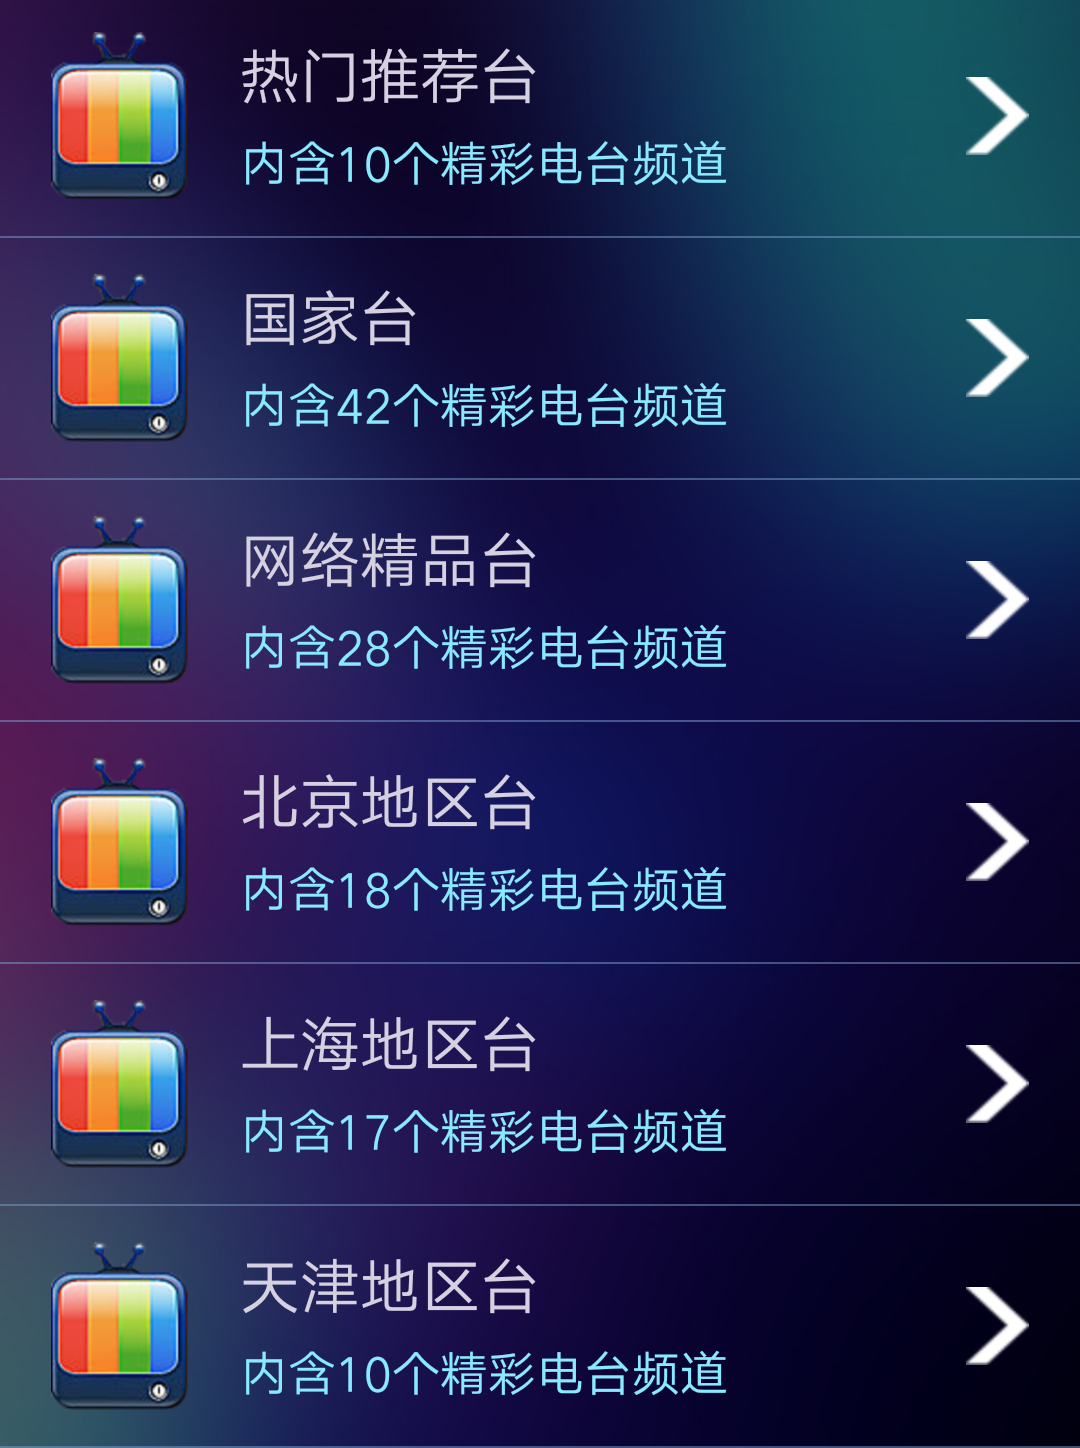 热门推荐台
内含10个精彩电台频道
国家台
内含42个精彩电台频道
网络精品台
内含28个精彩电台频道
北京地区台
内含18个精彩电台频道
上海地区台
内含17个精彩电台频道
天津地区台
内含10个精彩电台频道